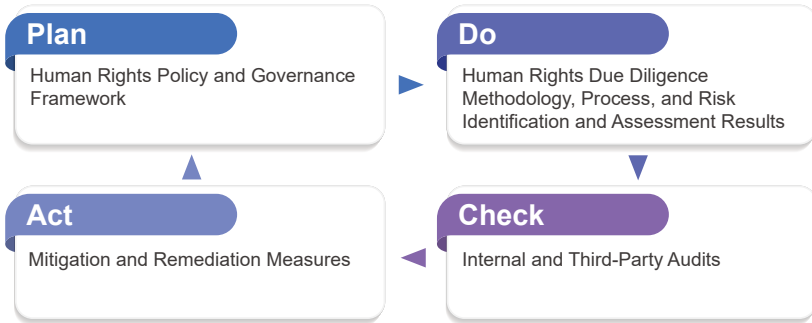 Plan
Human Rights Policy and Governance
Framework
Do
Human Rights Due Diligence
Methodology, Process, and Risk
Identification and Assessment Results
Act
Mitigation and Remediation Measures
Check
Internal and Third-Party Audits